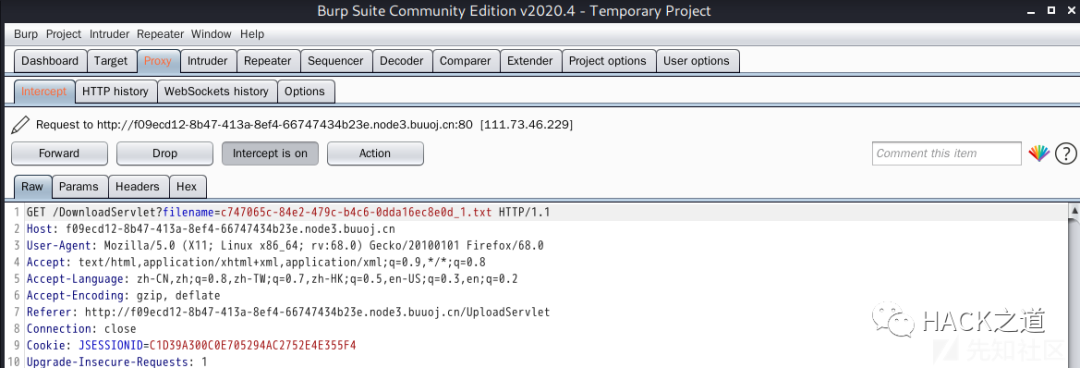 Burp Suite Community Edition v2020.4 - Temporary Project
Burp Project Intruder Repeater Window Help
Dashboard Target Proxy Intruder Repeater Sequencer Decoder Comparer Extender Project options User options
Intercept HTTP history WebSockets history Options
Request to http://f09ecd12-8b47-413a-8ef4-66747434b23e.node3.buuoj.cn:80 [111.73.46.229]
Forward Drop Intercept is on Action Comment this item ?
Raw Params Headers Hex
1 GET /DownloadServlet?filename=c747065c-84e2-479c-b4c6-0dda16ec8e0d_1.txt HTTP/1.1
2 Host: f09ecd12-8b47-413a-8ef4-66747434b23e.node3.buuoj.cn
3 User-Agent: Mozilla/5.0 (X11; Linux x86_64; rv:68.0) Gecko/20100101 Firefox/68.0
4 Accept: text/html,application/xhtml+xml,application/xml;q=0.9,*/*;q=0.8
5 Accept-Language: zh-CN,zh;q=0.8,zh-TW;q=0.7,zh-HK;q=0.5,en-US;q=0.3,en;q=0.2
6 Accept-Encoding: gzip, deflate
7 Referer: http://f09ecd12-8b47-413a-8ef4-66747434b23e.node3.buuoj.cn/UploadServlet
8 Connection: close
9 Cookie: JSESSIONID=C1D39A300C0E705294AC2752E4E355F4
10 Upgrade-Insecure-Requests: 1
HACK之道
先知社区